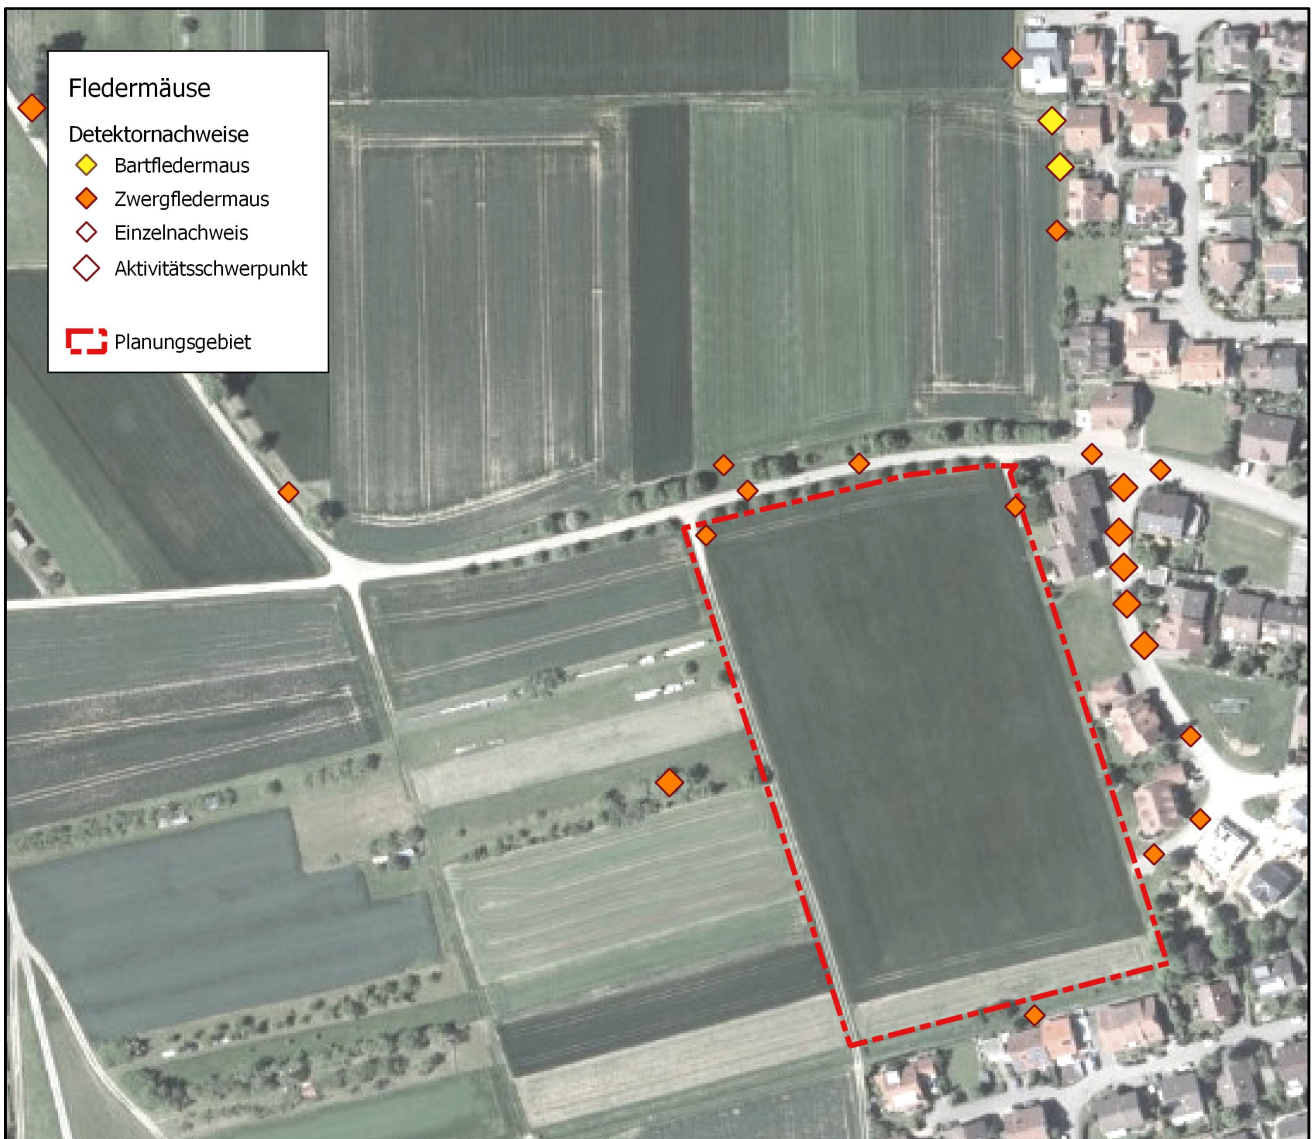 Fledermäuse
Detektornachweise
Bartfledermaus
Zwergfledermaus
Einzelnachweis
Aktivitätsschwerpunkt
Planungsgebiet